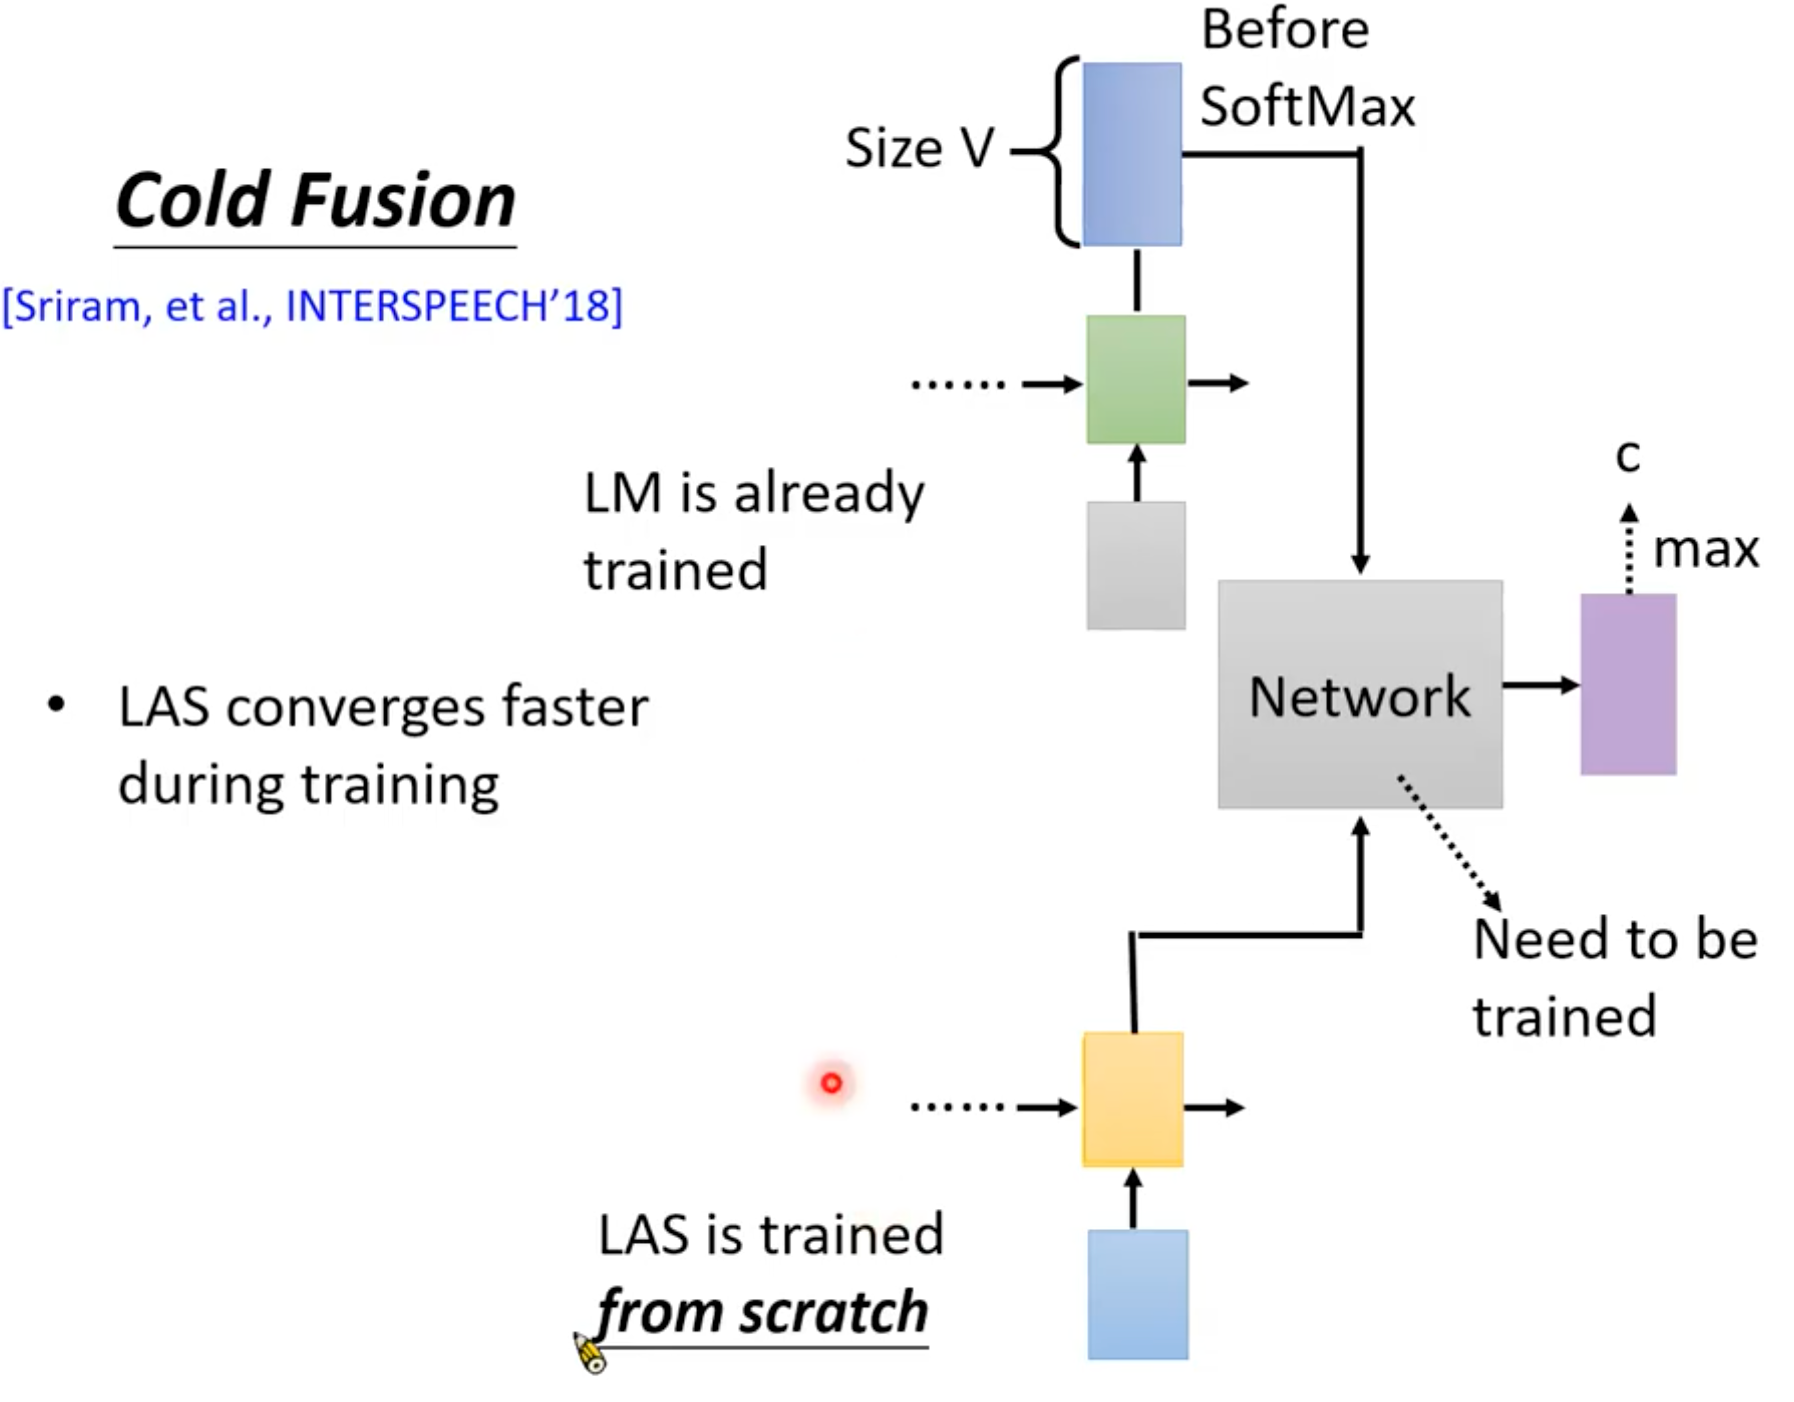 Before
SoftMax
Size V
Cold Fusion
[Sriram, et al., INTERSPEECH’18]
LM is already
trained
c
max
Network
• LAS converges faster
during training
Need to be
trained
LAS is trained
from scratch